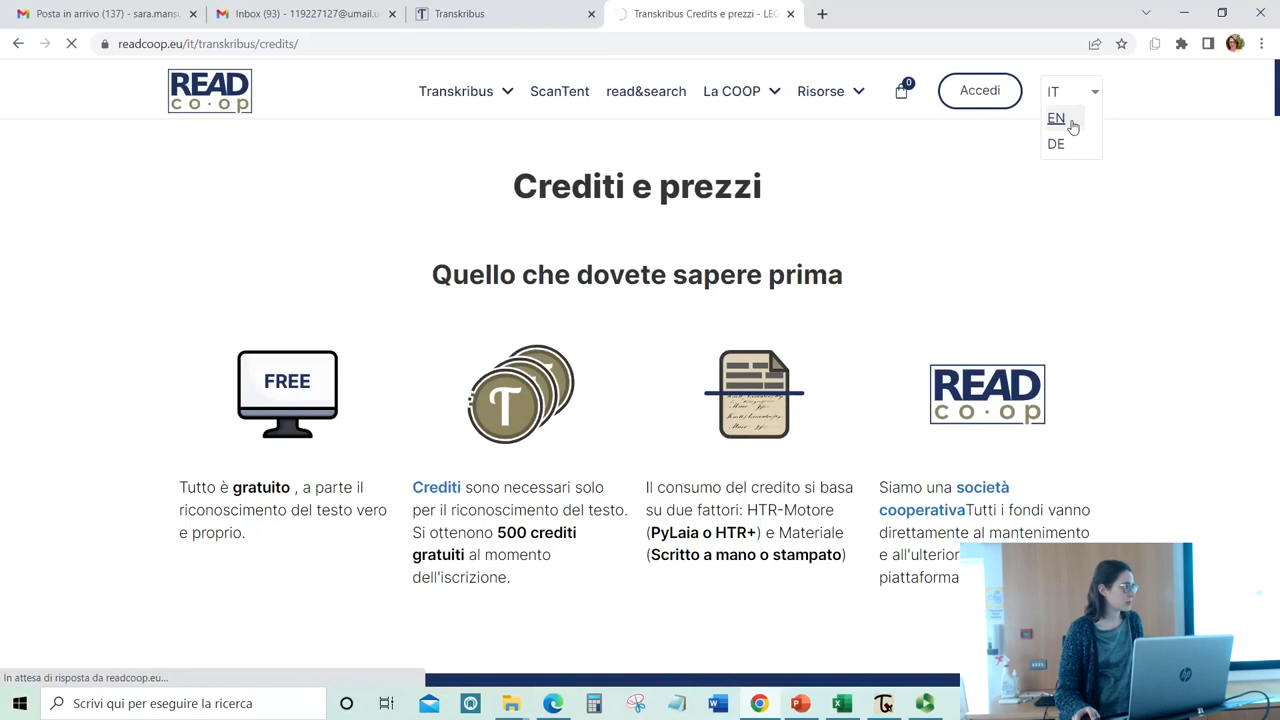 Posta in arrivo (137) - sara.mansu
Inbox (93) - 119227127@umail.u
Transkribus
Transkribus Credits e prezzi - LEG
readcoop.eu/it/transkribus/credits/
READ
co·op
Transkribus
ScanTent
read&search
La COOP
Risorse
0
Accedi
IT
EN
DE
Crediti e prezzi
Quello che dovete sapere prima
FREE
T
READ
co·op
Tutto è gratuito , a parte il
riconoscimento del testo vero
e proprio.
Crediti sono necessari solo
per il riconoscimento del testo.
Si ottenono 500 crediti
gratuiti al momento
dell'iscrizione.
Il consumo del credito si basa
su due fattori: HTR-Motore
(PyLaia o HTR+) e Materiale
(Scritto a mano o stampato)
Siamo una società
cooperativaTutti i fondi vanno
direttamente al mantenimento
e all'ulterior
piattaforma
In attesa di risposta da readcoop.eu...
Scrivi qui per eseguire la ricerca
hp